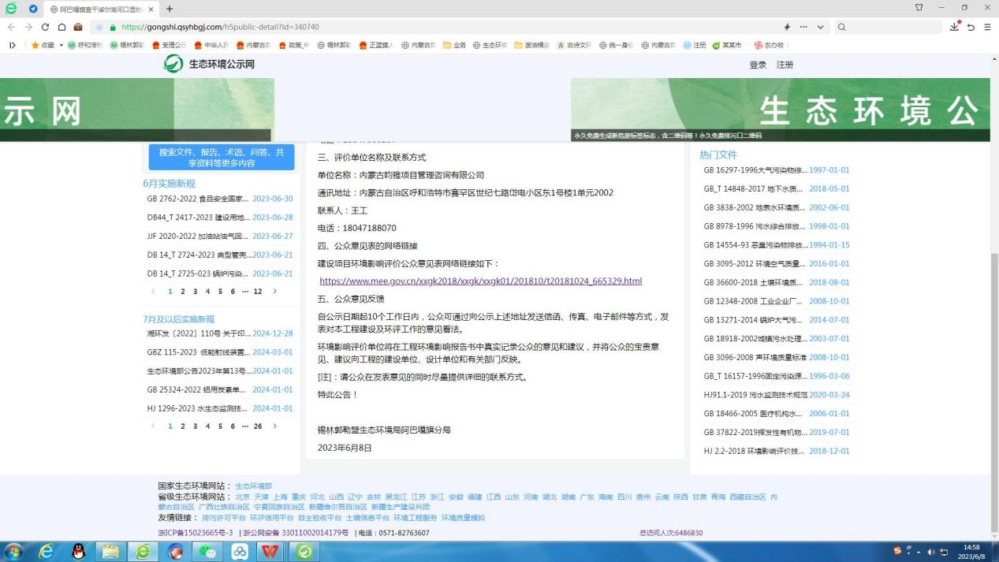 阿巴嘎旗查干淖尔湖河口湿地
https://gongshi.qsyhbgj.com/h5public-detail?id=340740
收藏 呼和浩特 锡林郭勒 受理公示 中华人民 内蒙古自 政策_中 锡林郭勒 正蓝旗人 内蒙古自 业务 生态环境 废油桶演 古诗文网 统一身份 内蒙古自 注册 某某市 农办牧
生态环境公示网
登录 注册
示 网
生 态 环 境 公
永久免费生成新危废标签标志，含二维码等！永久免费排污口二维码
搜索文件、报告、术语、问答、共
享资料等更多内容
6月实施新规
GB 2762-2022 食品安全国家... 2023-06-30
DB44_T 2417-2023 建设用地... 2023-06-28
JJF 2020-2022 加油站油气回... 2023-06-27
DB 14_T 2724-2023 典型管壳... 2023-06-21
DB 14_T 2725-023 锅炉污染... 2023-06-21
1 2 3 4 5 6 ··· 12
7月及以后实施新规
湘环发〔2022〕110号 关于印... 2024-12-28
GBZ 115-2023 低能射线装置... 2024-03-01
生态环境部公告2023年第13号... 2024-01-01
GB 25324-2022 铝用炭素单... 2024-01-01
HJ 1296-2023 水生态监测技... 2024-01-01
1 2 3 4 5 6 ··· 26
三、评价单位名称及联系方式
单位名称：内蒙古昀雅项目管理咨询有限公司
通讯地址：内蒙古自治区呼和浩特市赛罕区世纪七路岱电小区东1号楼1单元2002
联系人：王工
电话：18047188070
四、公众意见表的网络链接
建设项目环境影响评价公众意见表网络链接如下：
https://www.mee.gov.cn/xxgk2018/xxgk/xxgk01/201810/t20181024_665329.html
五、公众意见反馈
自公示日期起10个工作日内，公众可通过向公示上述地址发送信函、传真、电子邮件等方式，发
表对本工程建设及环评工作的意见看法。
环境影响评价单位将在工程环境影响报告书中真实记录公众的意见和建议，并将公众的宝贵意
见、建议向工程的建设单位、设计单位和有关部门反映。
[注]：请公众在发表意见的同时尽量提供详细的联系方式。
特此公告！
锡林郭勒盟生态环境局阿巴嘎旗分局
2023年6月8日
热门文件
GB 16297-1996大气污染物综... 1997-01-01
GB_T 14848-2017 地下水质... 2018-05-01
GB 3838-2002 地表水环境质... 2002-06-01
GB 8978-1996 污水综合排放... 1998-01-01
GB 14554-93 恶臭污染物排放... 1994-01-15
GB 3095-2012 环境空气质量... 2016-01-01
GB 36600-2018 土壤环境质... 2018-08-01
GB 12348-2008 工业企业厂... 2008-10-01
GB 13271-2014 锅炉大气污... 2014-07-01
GB 18918-2002城镇污水处理... 2003-07-01
GB 3096-2008 声环境质量标准 2008-10-01
GB_T 16157-1996固定污染源... 1996-03-06
HJ91.1-2019 污水监测技术规范 2020-03-24
GB 18466-2005 医疗机构水... 2006-01-01
GB 37822-2019挥发性有机物... 2019-07-01
HJ 2.2-2018 环境影响评价技... 2018-12-01
国家生态环境网站： 生态环境部
省级生态环境网站： 北京 天津 上海 重庆 河北 山西 辽宁 吉林 黑龙江 江苏 浙江 安徽 福建 江西 山东 河南 湖北 湖南 广东 海南 四川 贵州 云南 陕西 甘肃 青海 西藏自治区 内
蒙古自治区 广西壮族自治区 宁夏回族自治区 新疆维尔吾自治区 新疆生产建设兵团
友情链接： 排污许可平台 环评信用平台 自主验收平台 土壤信息平台 环境工程服务 环境质量模拟
浙ICP备15023665号-3 | 浙公网安备 33011002014179号 | 电话：0571-82763607
总访问人次:6486830
14:58
2023/6/8